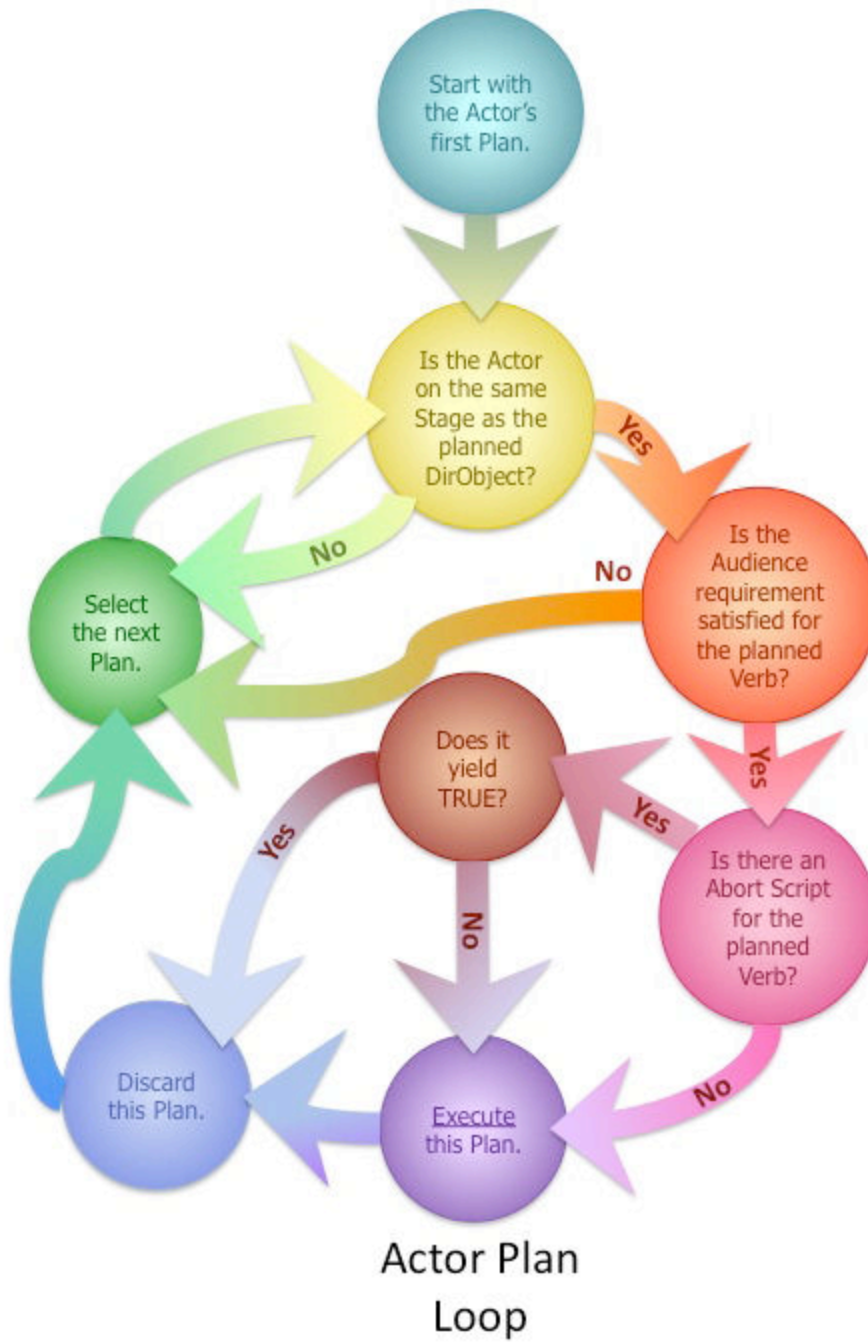 Start with
the Actor's
first Plan.
Is the Actor
on the same
Stage as the
planned
DirObject?
Yes
No
Is the
Audience
requirement
satisfied for
the planned
Verb?
No
Select
the next
Plan.
Yes
Does it
yield
TRUE?
Yes
Yes
No
Is there an
Abort Script
for the
planned
Verb?
No
Discard
this Plan.
Execute
this Plan.
Actor Plan
Loop